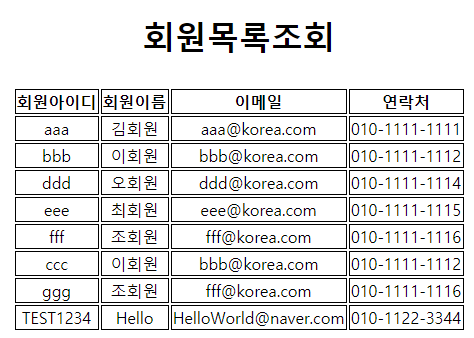 회원목록조회
회원아이디 회원이름 이메일 연락처
aaa 김회원 aaa@korea.com 010-1111-1111
bbb 이회원 bbb@korea.com 010-1111-1112
ddd 오회원 ddd@korea.com 010-1111-1114
eee 최회원 eee@korea.com 010-1111-1115
fff 조회원 fff@korea.com 010-1111-1116
ccc 이회원 bbb@korea.com 010-1111-1112
ggg 조회원 fff@korea.com 010-1111-1116
TEST1234 Hello HelloWorld@naver.com 010-1122-3344